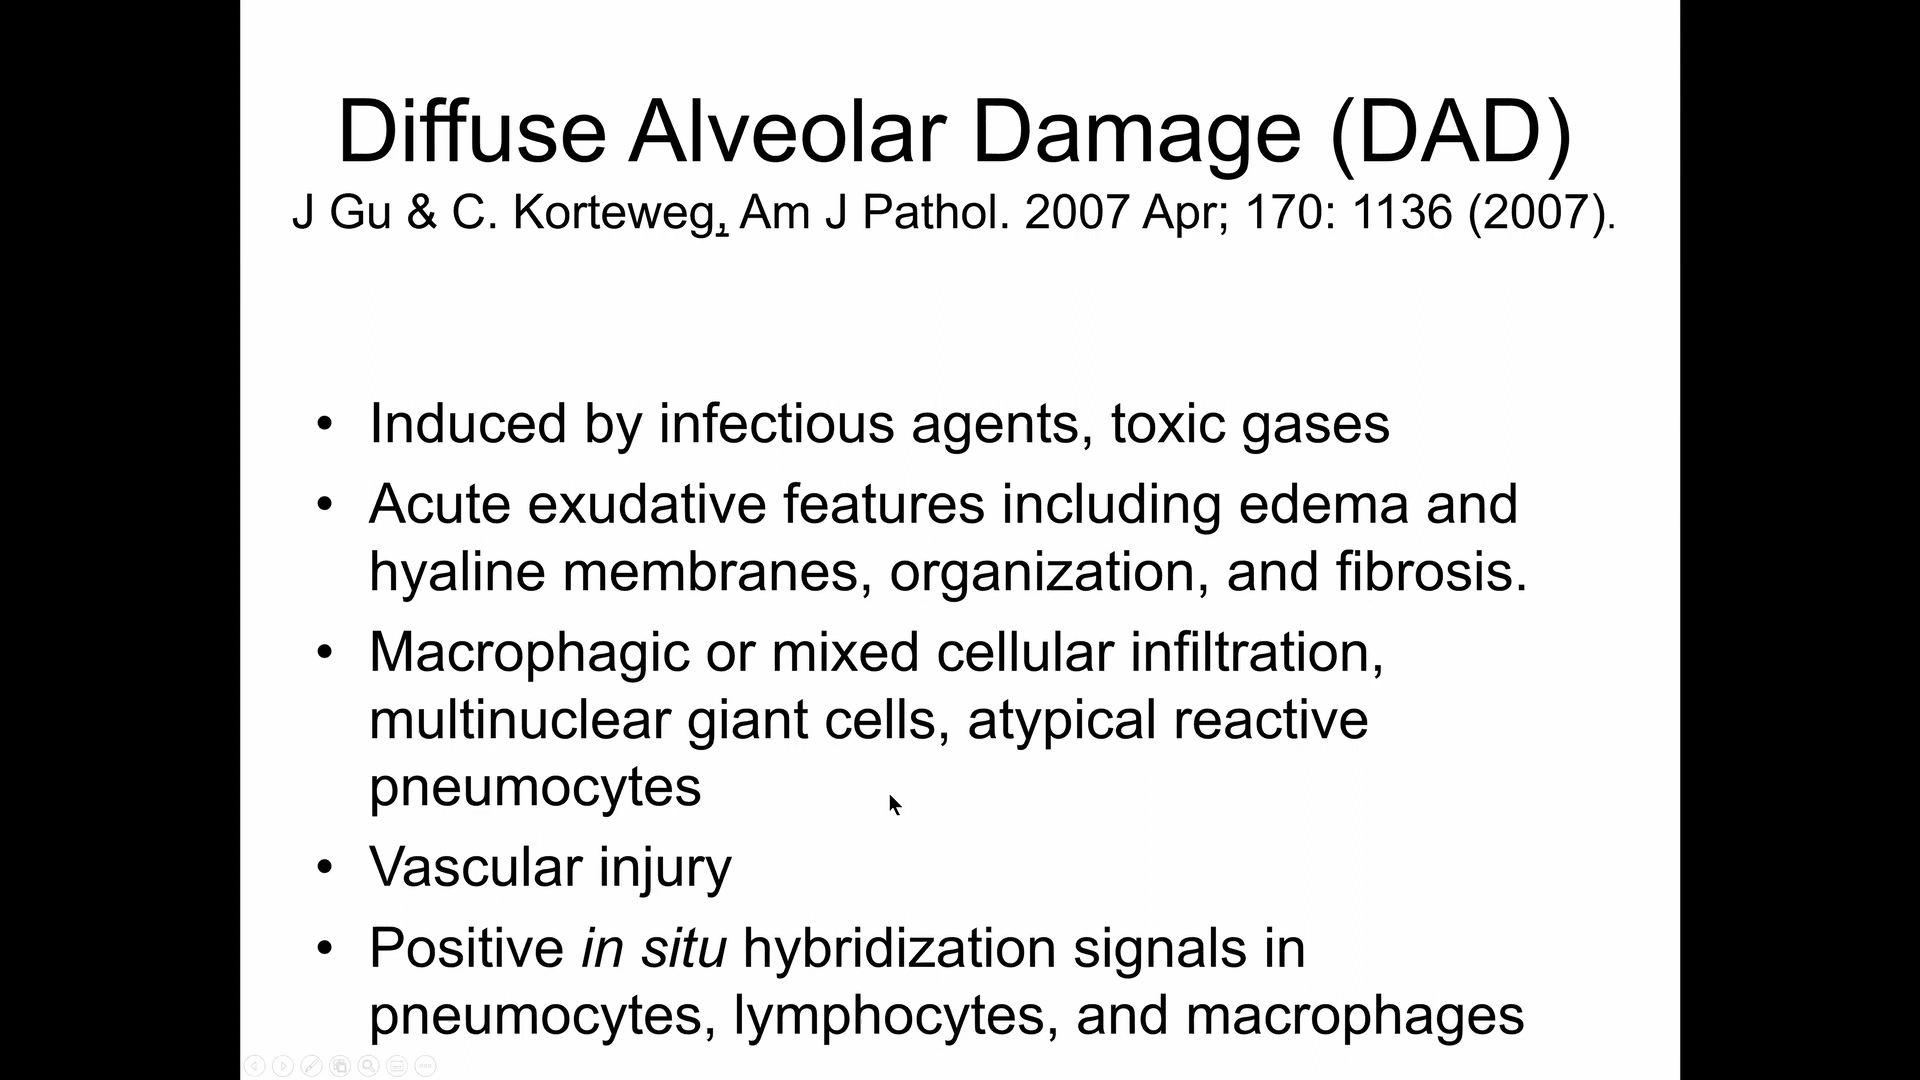 Diffuse Alveolar Damage (DAD)
J Gu & C. Korteweg, Am J Pathol. 2007 Apr; 170: 1136 (2007).
• Induced by infectious agents, toxic gases
• Acute exudative features including edema and
hyaline membranes, organization, and fibrosis.
• Macrophagic or mixed cellular infiltration,
multinuclear giant cells, atypical reactive
pneumocytes
• Vascular injury
• Positive in situ hybridization signals in
pneumocytes, lymphocytes, and macrophages